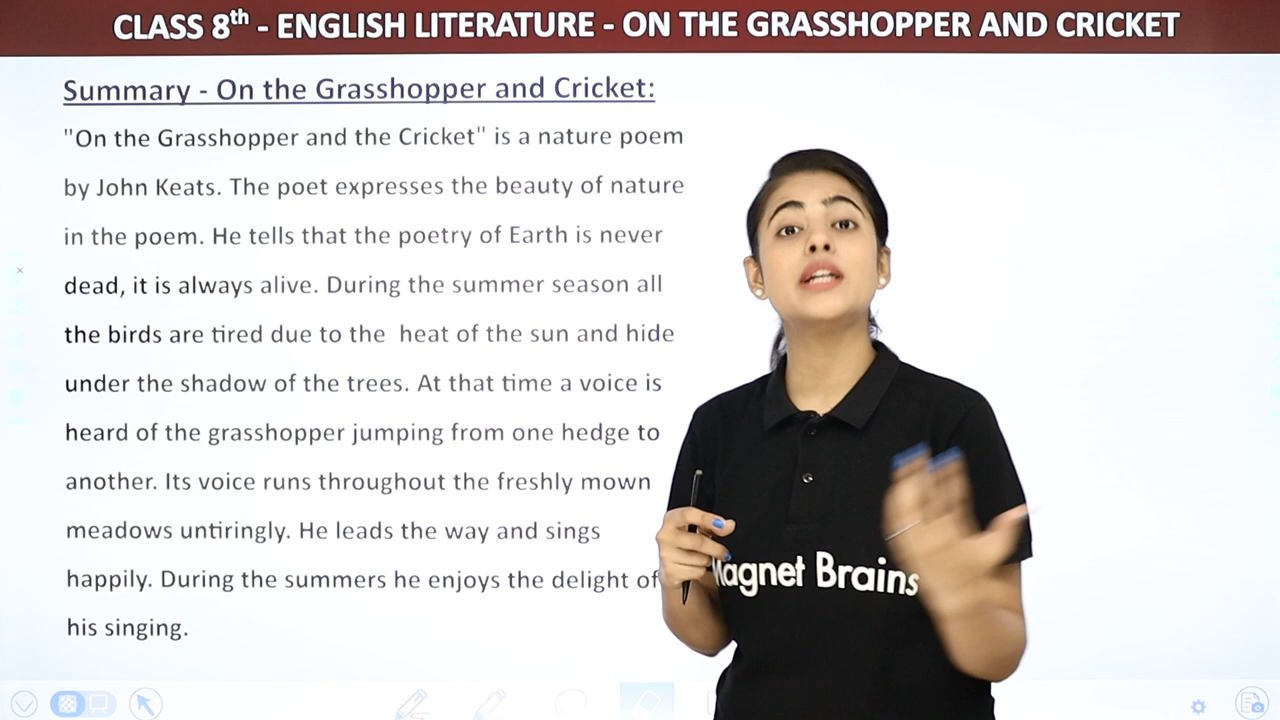 CLASS 8th - ENGLISH LITERATURE - ON THE GRASSHOPPER AND CRICKET
Summary - On the Grasshopper and Cricket:
"On the Grasshopper and the Cricket" is a nature poem
by John Keats. The poet expresses the beauty of nature
in the poem. He tells that the poetry of Earth is never
dead, it is always alive. During the summer season all
the birds are tired due to the heat of the sun and hide
under the shadow of the trees. At that time a voice is
heard of the grasshopper jumping from one hedge to
another. Its voice runs throughout the freshly mown
meadows untiringly. He leads the way and sings
happily. During the summers he enjoys the delight of
his singing.
Magnet Brains